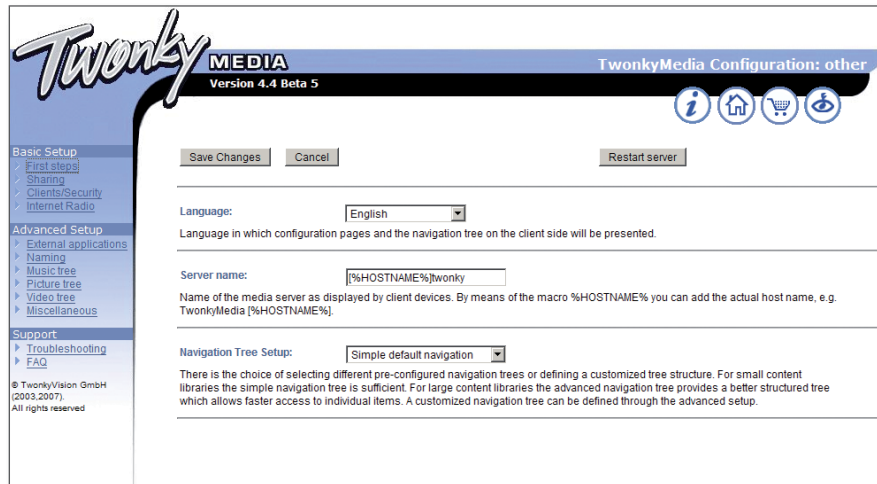 Twonky
MEDIA
Version 4.4 Beta 5
TwonkyMedia Configuration: other
Basic Setup
First steps
Sharing
Clients/Security
Internet Radio
Advanced Setup
External applications
Naming
Music tree
Picture tree
Video tree
Miscellaneous
Support
Troubleshooting
FAQ
© TwonkyVision GmbH
(2003,2007).
All rights reserved
Save Changes Cancel Restart server
Language: English
Language in which configuration pages and the navigation tree on the client side will be presented.
Server name: [%HOSTNAME%]twonky
Name of the media server as displayed by client devices. By means of the macro %HOSTNAME% you can add the actual host name, e.g.
TwonkyMedia [%HOSTNAME%].
Navigation Tree Setup: Simple default navigation
There is the choice of selecting different pre-configured navigation trees or defining a customized tree structure. For small content
libraries the simple navigation tree is sufficient. For large content libraries the advanced navigation tree provides a better structured tree
which allows faster access to individual items. A customized navigation tree can be defined through the advanced setup.